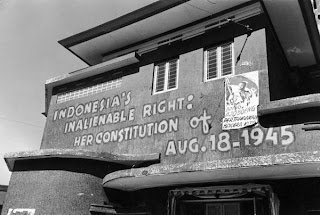 INDONESIA'S
INALIENABLE RIGHT:
HER CONSTITUTION of
AUG. 18-1945